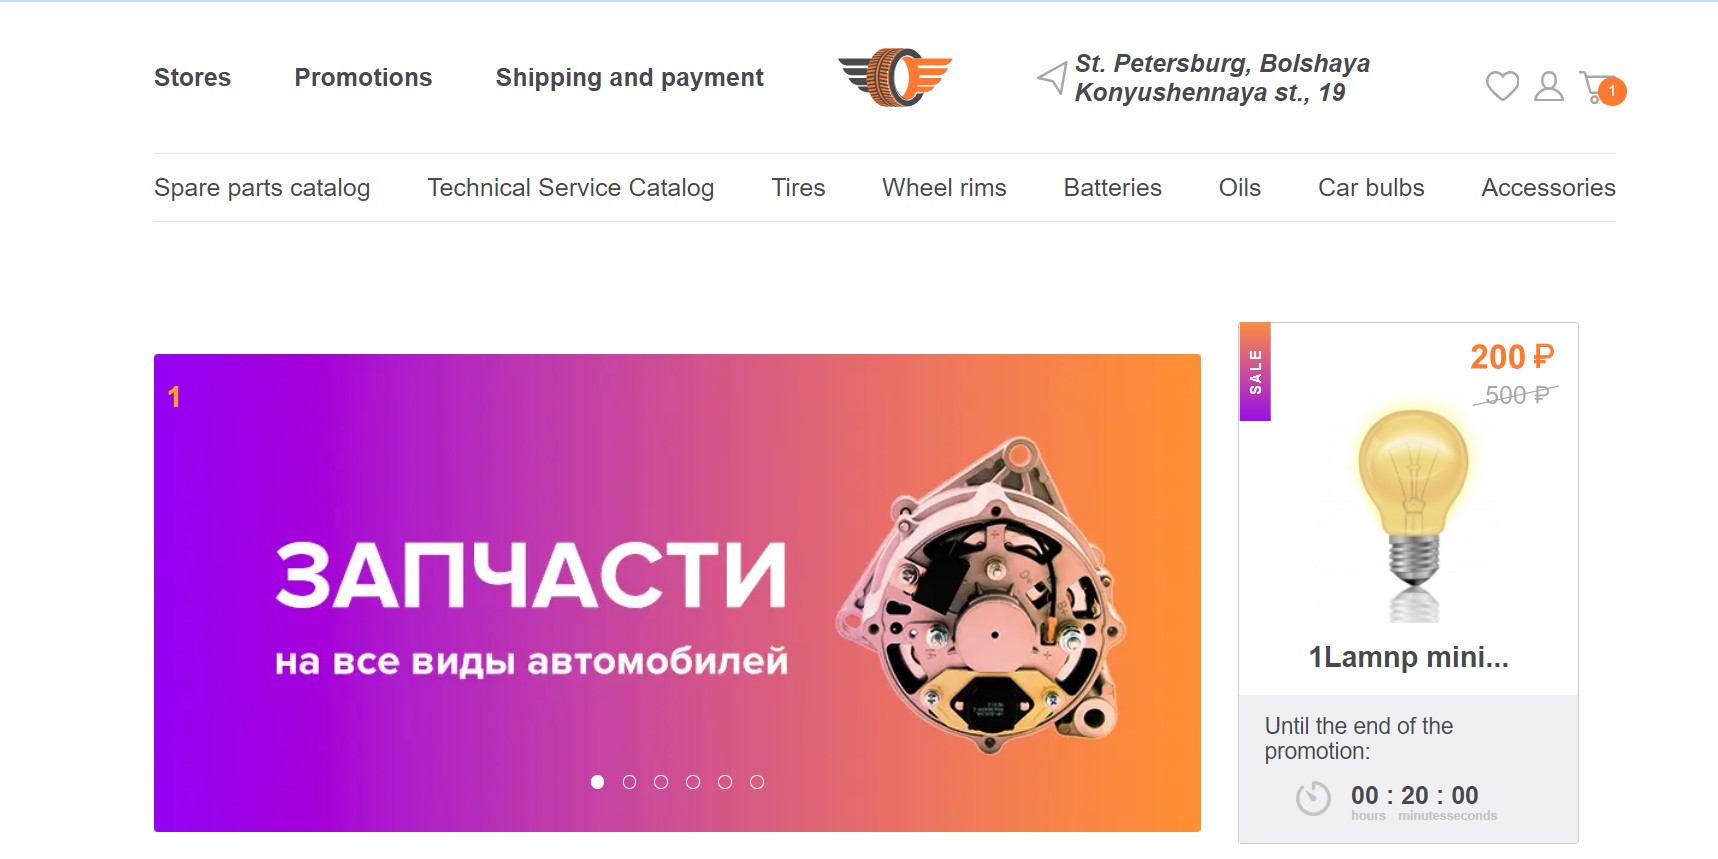 Stores Promotions Shipping and payment
St. Petersburg, Bolshaya
Konyushennaya st., 19
1
Spare parts catalog Technical Service Catalog Tires Wheel rims Batteries Oils Car bulbs Accessories
1
ЗАПЧАСТИ
на все виды автомобилей
SALE
200 ₽
500 ₽
1Lamnp mini...
Until the end of the
promotion:
00 : 20 : 00
hours minutesseconds